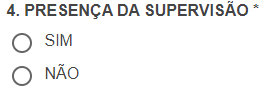 4. PRESENÇA DA SUPERVISÃO *
SIM
NÃO